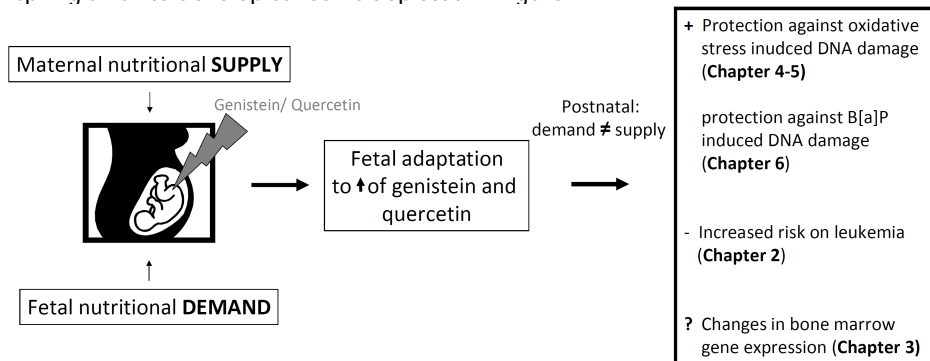 Maternal nutritional SUPPLY
Genistein/ Quercetin
Fetal nutritional DEMAND
Fetal adaptation
to ↑ of genistein and
quercetin
Postnatal:
demand ≠ supply
+ Protection against oxidative
stress inudced DNA damage
(Chapter 4-5)
protection against B[a]P
induced DNA damage
(Chapter 6)
- Increased risk on leukemia
(Chapter 2)
? Changes in bone marrow
gene expression (Chapter 3)